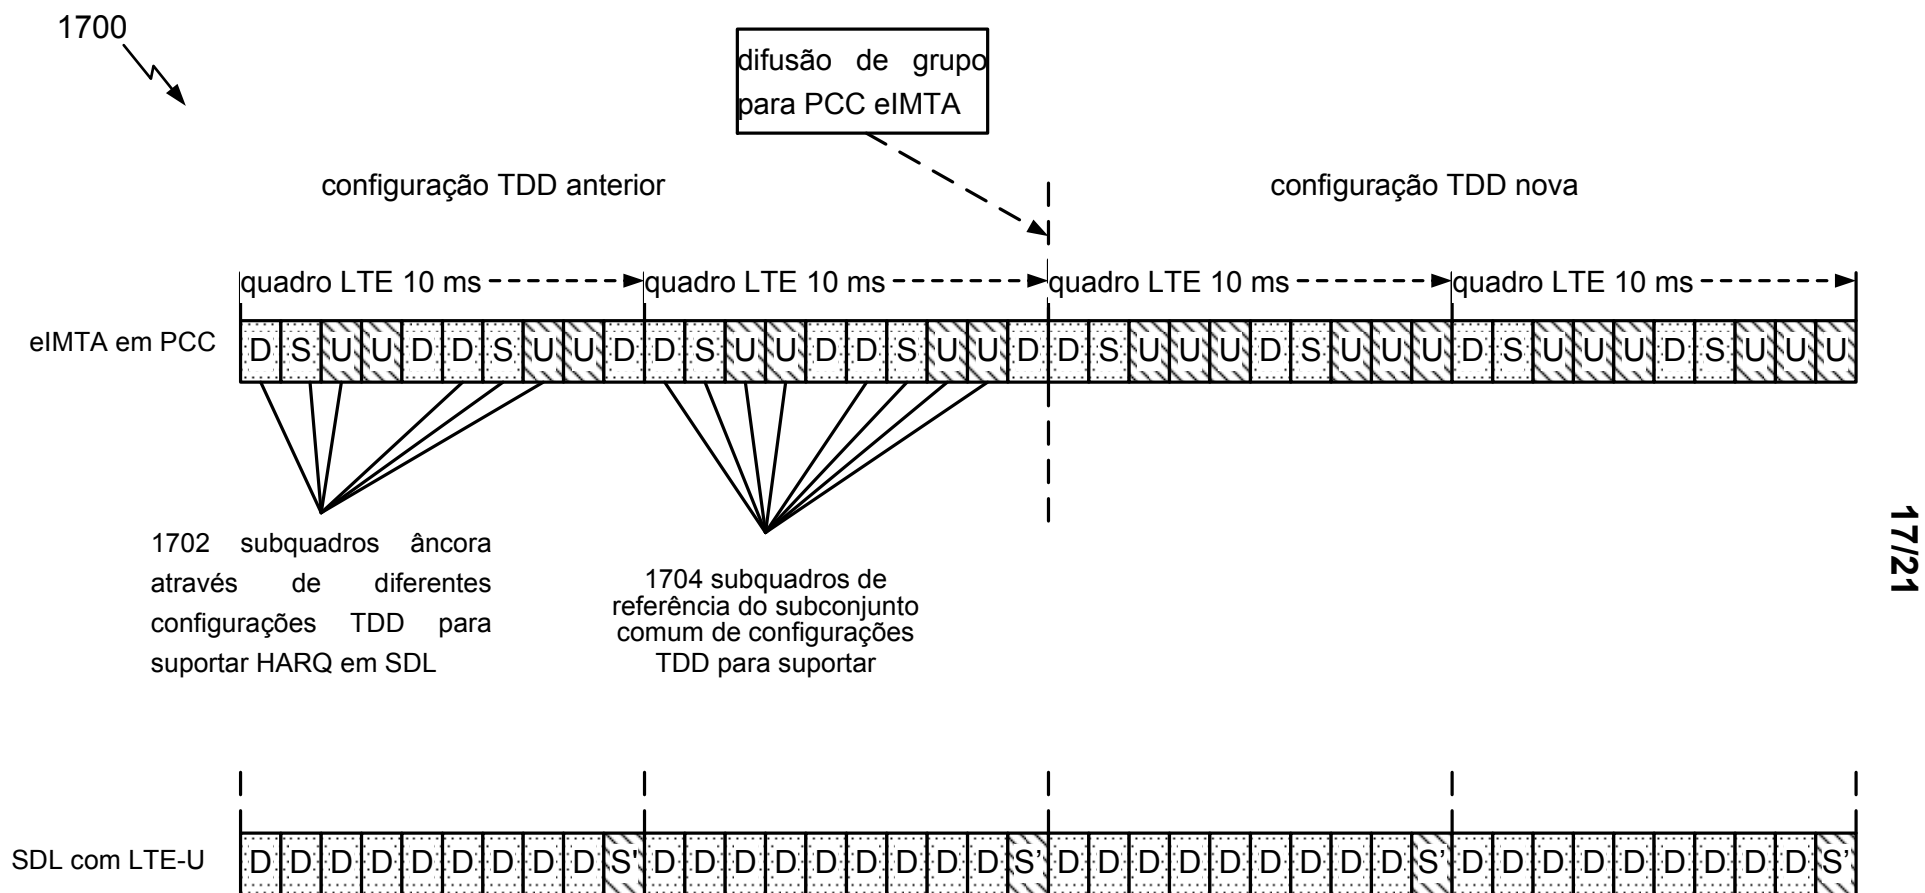 1700
difusão de grupo
para PCC eIMTA
configuração TDD anterior
configuração TDD nova
quadro LTE 10 ms quadro LTE 10 ms quadro LTE 10 ms quadro LTE 10 ms
eIMTA em PCC D S U U D D S U U D D S U U D D S U U D D S U U U D S U U U D S U U U D S U U U
1702 subquadros âncora
através de diferentes
configurações TDD para
suportar HARQ em SDL
1704 subquadros de
referência do subconjunto
comum de configurações
TDD para suportar
17/21
SDL com LTE-U D D D D D D D D D S' D D D D D D D D D S’ D D D D D D D D D S’ D D D D D D D D D S’